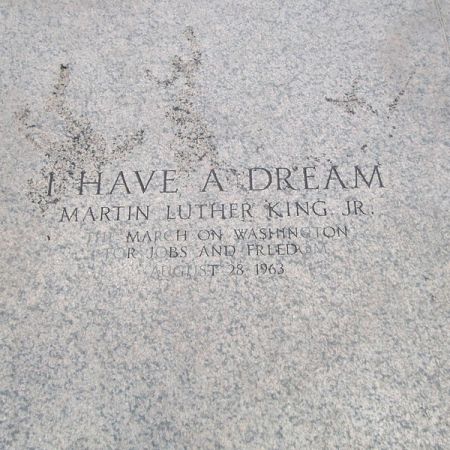 I HAVE A DREAM
MARTIN LUTHER KING, JR.
THE MARCH ON WASHINGTON
FOR JOBS AND FREEDOM
AUGUST 28, 1963